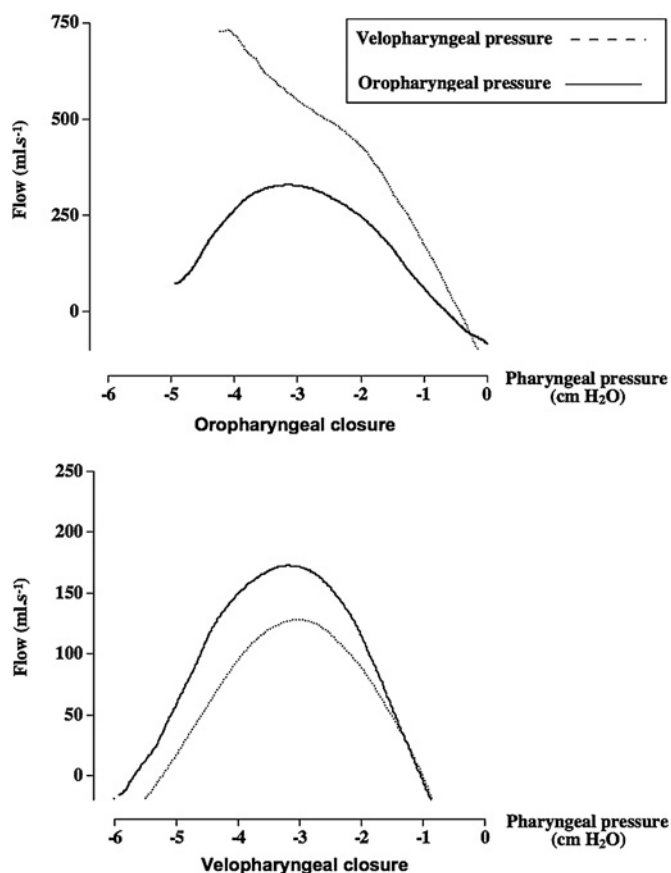 750
Velopharyngeal pressure
Oropharyngeal pressure
500
Flow (ml.s-1)
250
0
-6 -5 -4 -3 -2 -1 0
Pharyngeal pressure
(cm H2O)
Oropharyngeal closure
250
200
150
Flow (ml.s-1)
100
50
0
-6 -5 -4 -3 -2 -1 0
Pharyngeal pressure
(cm H2O)
Velopharyngeal closure